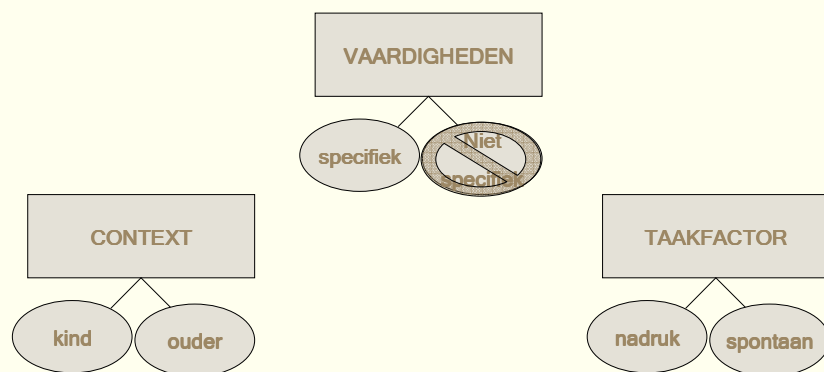 VAARDIGHEDEN
specifiek
Niet
specifiek
CONTEXT
kind
ouder
TAAKFACTOR
nadruk
spontaan